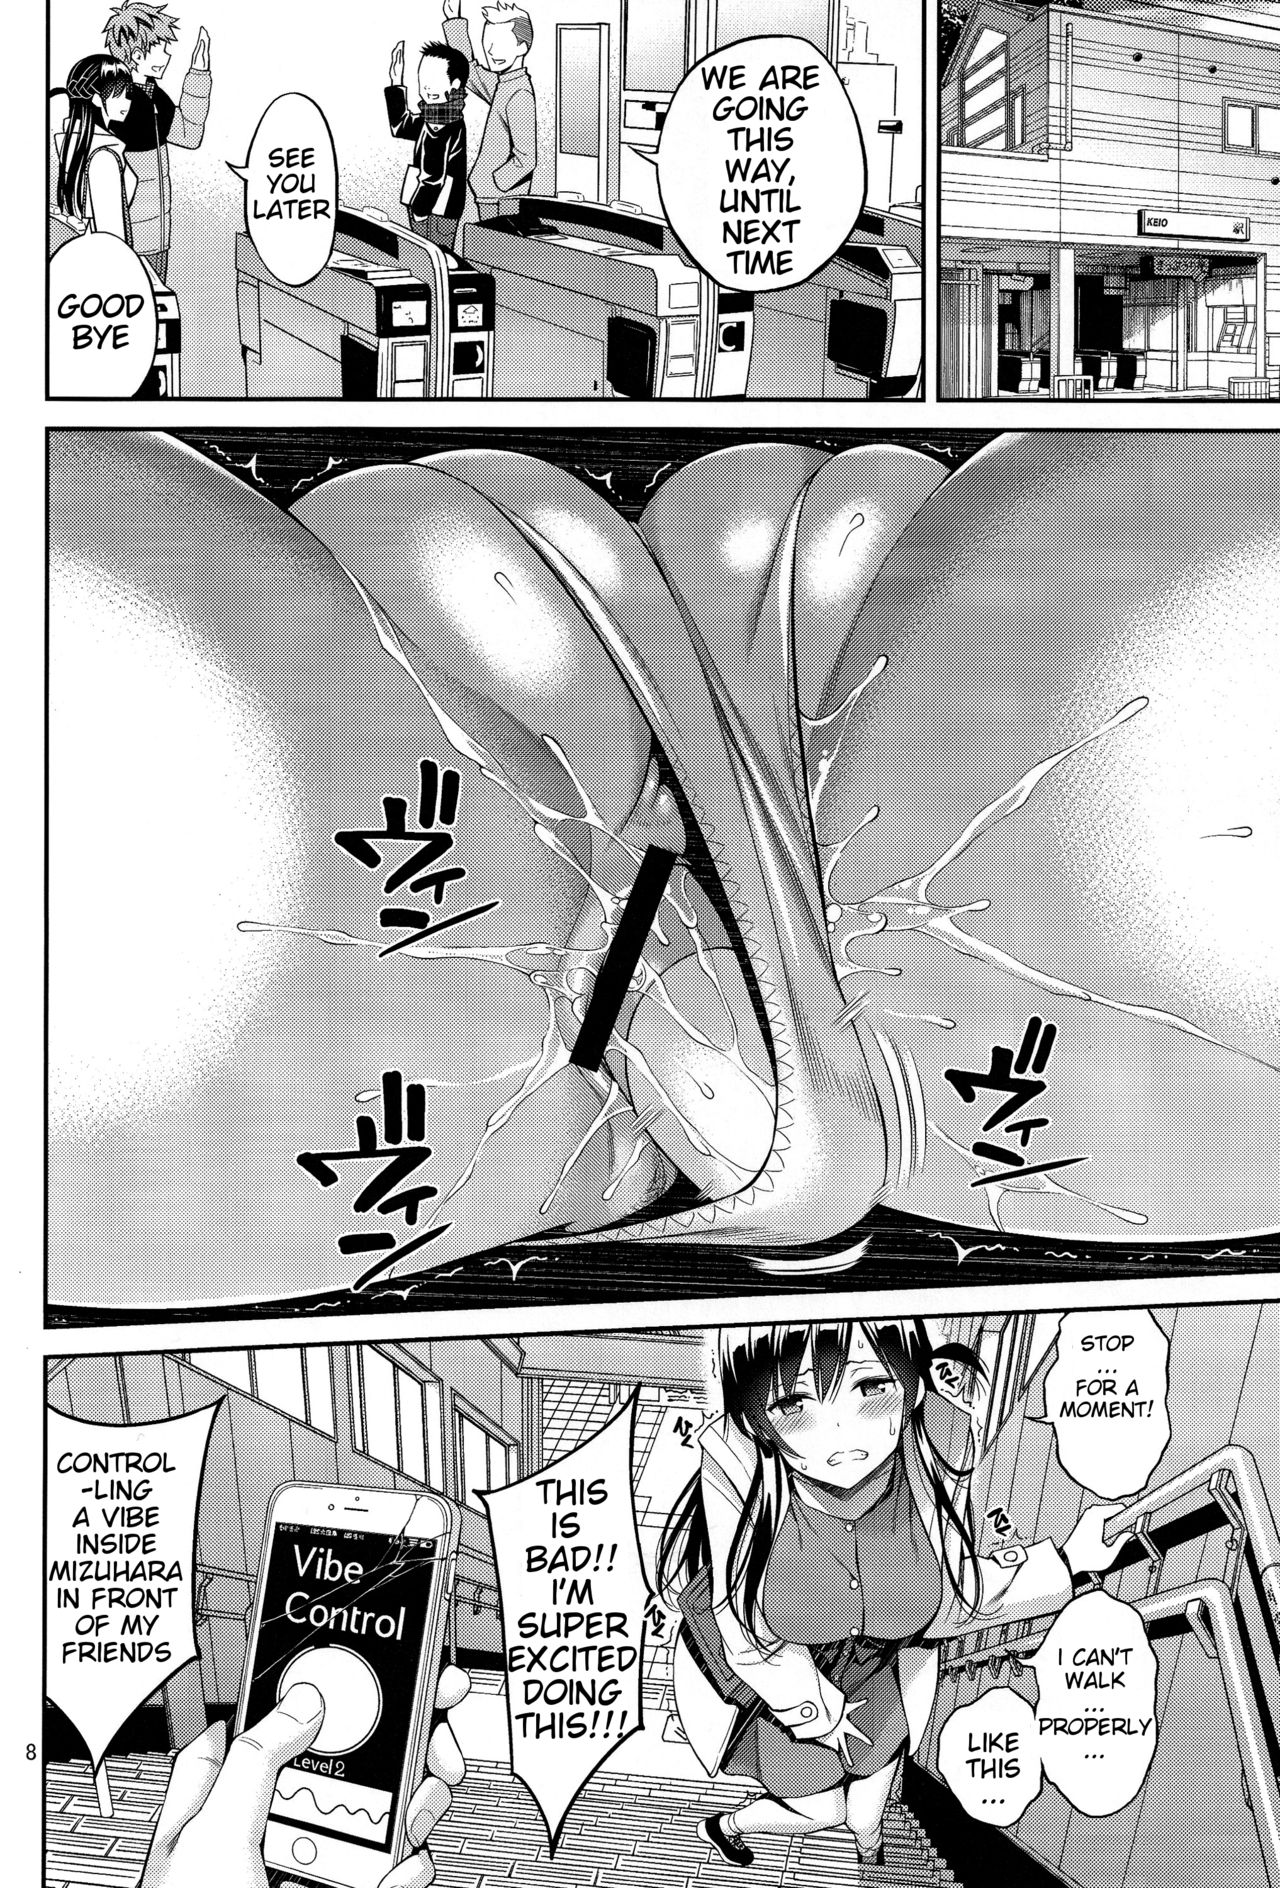 KEIO
WE ARE
GOING
THIS
WAY,
UNTIL
NEXT
TIME
SEE
YOU
LATER
GOOD
BYE
ヴィン
ヴィン
ヴィン
STOP
...
FOR A
MOMENT!
I CAN'T
WALK
...
PROPERLY
...
LIKE
THIS
...
THIS
IS
BAD!!
I'M
SUPER
EXCITED
DOING
THIS!!!
CONTROL
-LING
A VIBE
INSIDE
MIZUHARA
IN FRONT
OF MY
FRIENDS
Vibe
Control
Level2
8